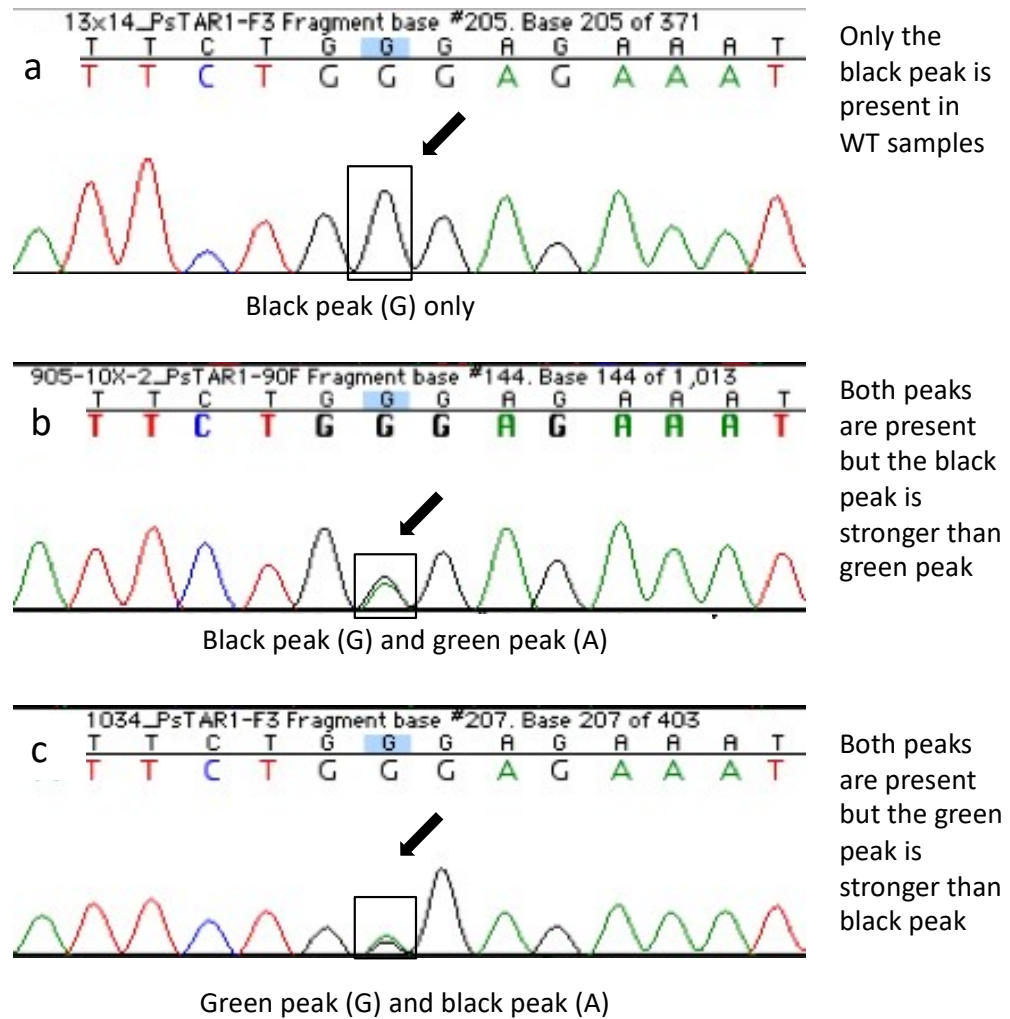 13x14_PsTAR1-F3 Fragment base #205. Base 205 of 371
T T C T G G G A G A A A T
a
T T C T G G G A G A A A T
Only the
black peak is
present in
WT samples
Black peak (G) only
905-10X-2_PsTAR1-90F Fragment base #144. Base 144 of 1,013
T T C T G G G A G A A A T
b
T T C T G G G A G A A A T
Both peaks
are present
but the black
peak is
stronger than
green peak
Black peak (G) and green peak (A)
1034_PsTAR1-F3 Fragment base #207. Base 207 of 403
T T C T G G G A G A A A T
c
T T C T G G G A G A A A T
Both peaks
are present
but the green
peak is
stronger than
black peak
Green peak (G) and black peak (A)